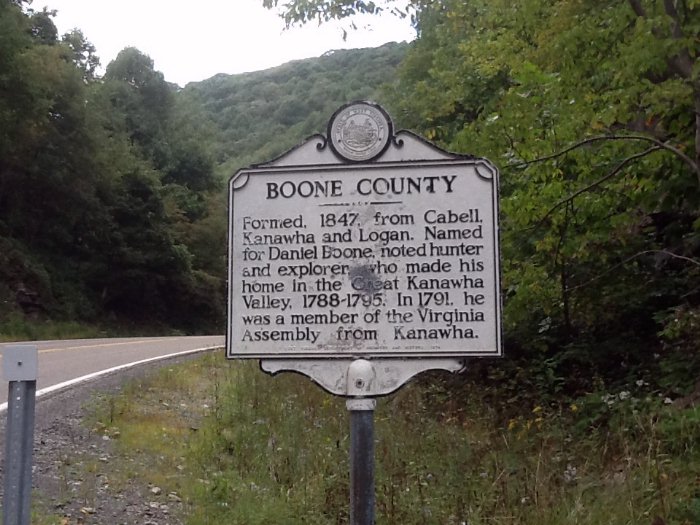 BOONE COUNTY
Formed, 1847, from Cabell,
Kanawha and Logan. Named
for Daniel Boone, noted hunter
and explorer, who made his
home in the Great Kanawha
Valley, 1788-1795. In 1791, he
was a member of the Virginia
Assembly from Kanawha.